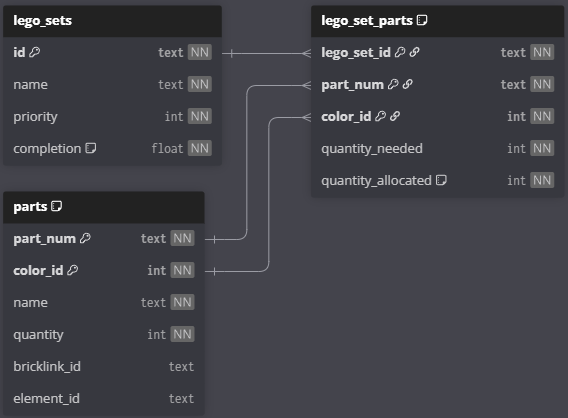 lego_sets
id text NN
name text NN
priority int NN
completion float NN
lego_set_parts
lego_set_id text NN
part_num text NN
color_id int NN
quantity_needed int NN
quantity_allocated int NN
parts
part_num text NN
color_id int NN
name text NN
quantity int NN
bricklink_id text
element_id text